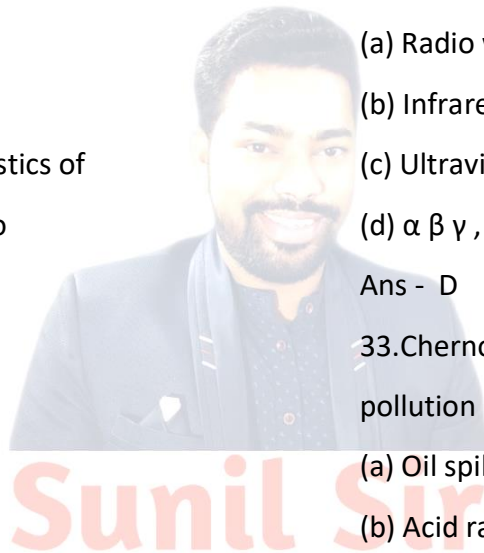 stics of
(a) Radio
(b) Infrare
(c) Ultravi
(d) α β γ ,
Ans - D
33.Cherno
pollution
(a) Oil spil
(b) Acid ra
Sunil Sir